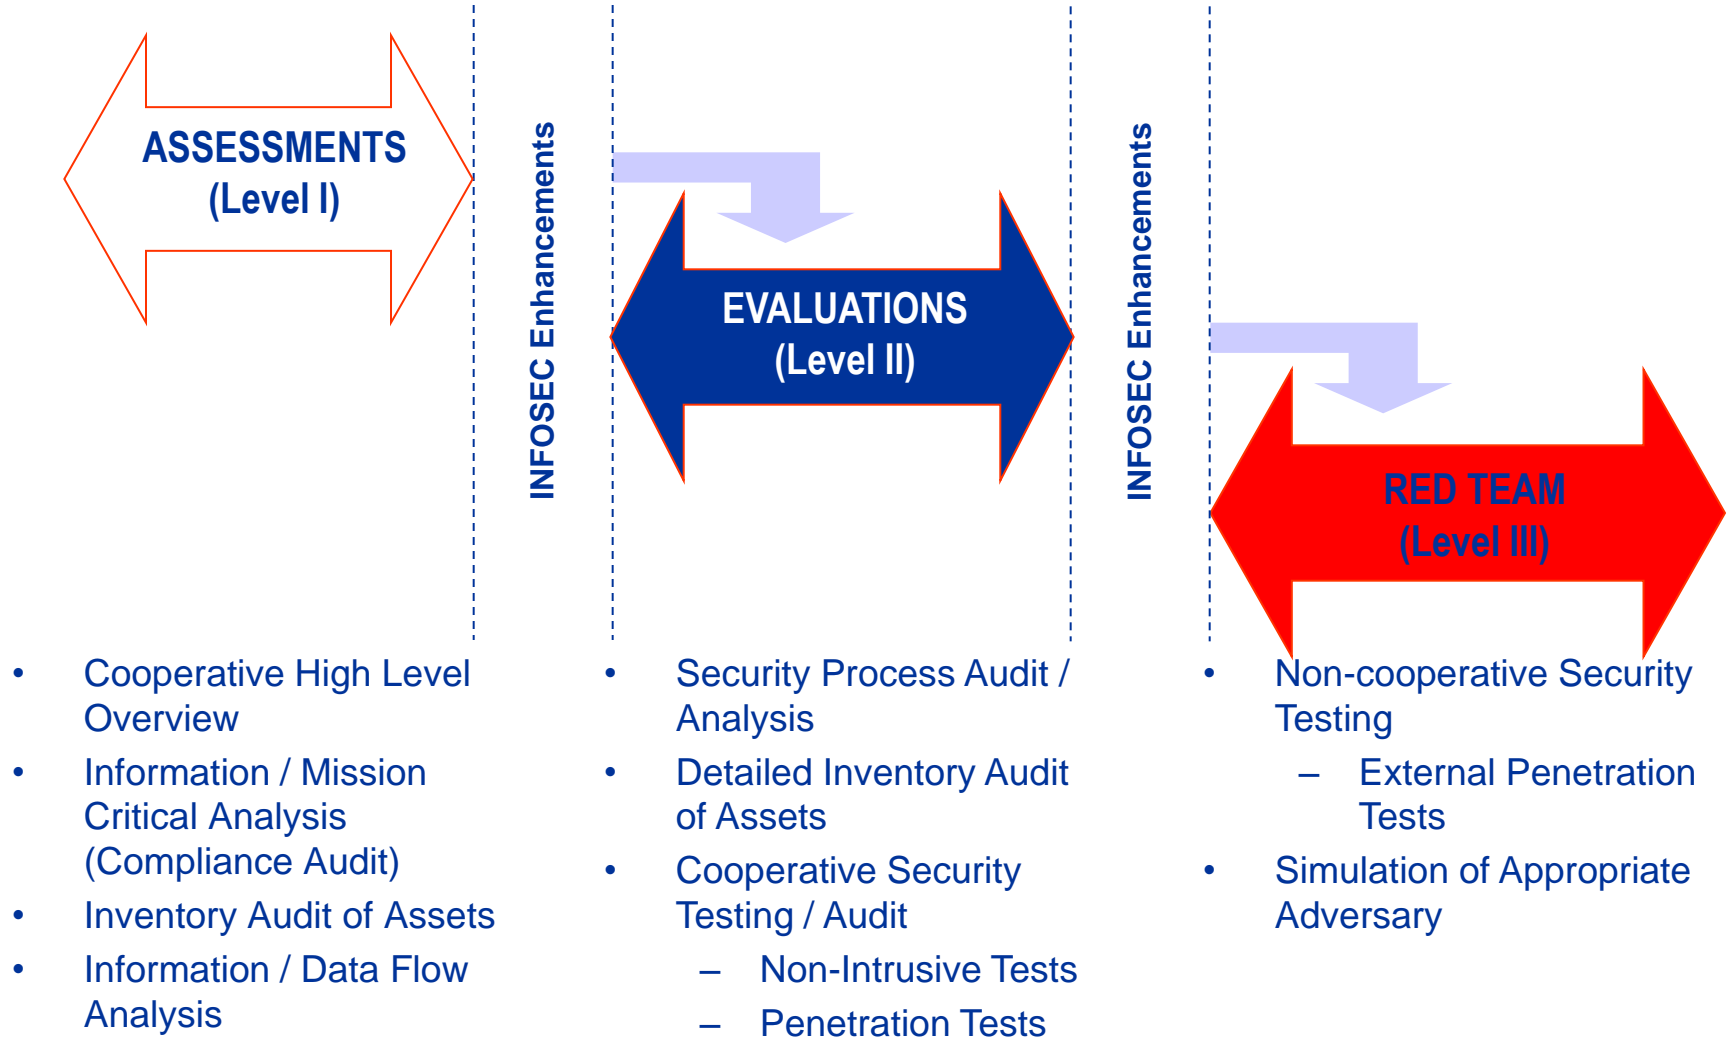 ASSESSMENTS
(Level I)
INFOSEC Enhancements
EVALUATIONS
(Level II)
INFOSEC Enhancements
RED TEAM
(Level III)
• Cooperative High Level
Overview
• Information / Mission
Critical Analysis
(Compliance Audit)
• Inventory Audit of Assets
• Information / Data Flow
Analysis
• Security Process Audit /
Analysis
• Detailed Inventory Audit
of Assets
• Cooperative Security
Testing / Audit
– Non-Intrusive Tests
– Penetration Tests
• Non-cooperative Security
Testing
– External Penetration
Tests
• Simulation of Appropriate
Adversary